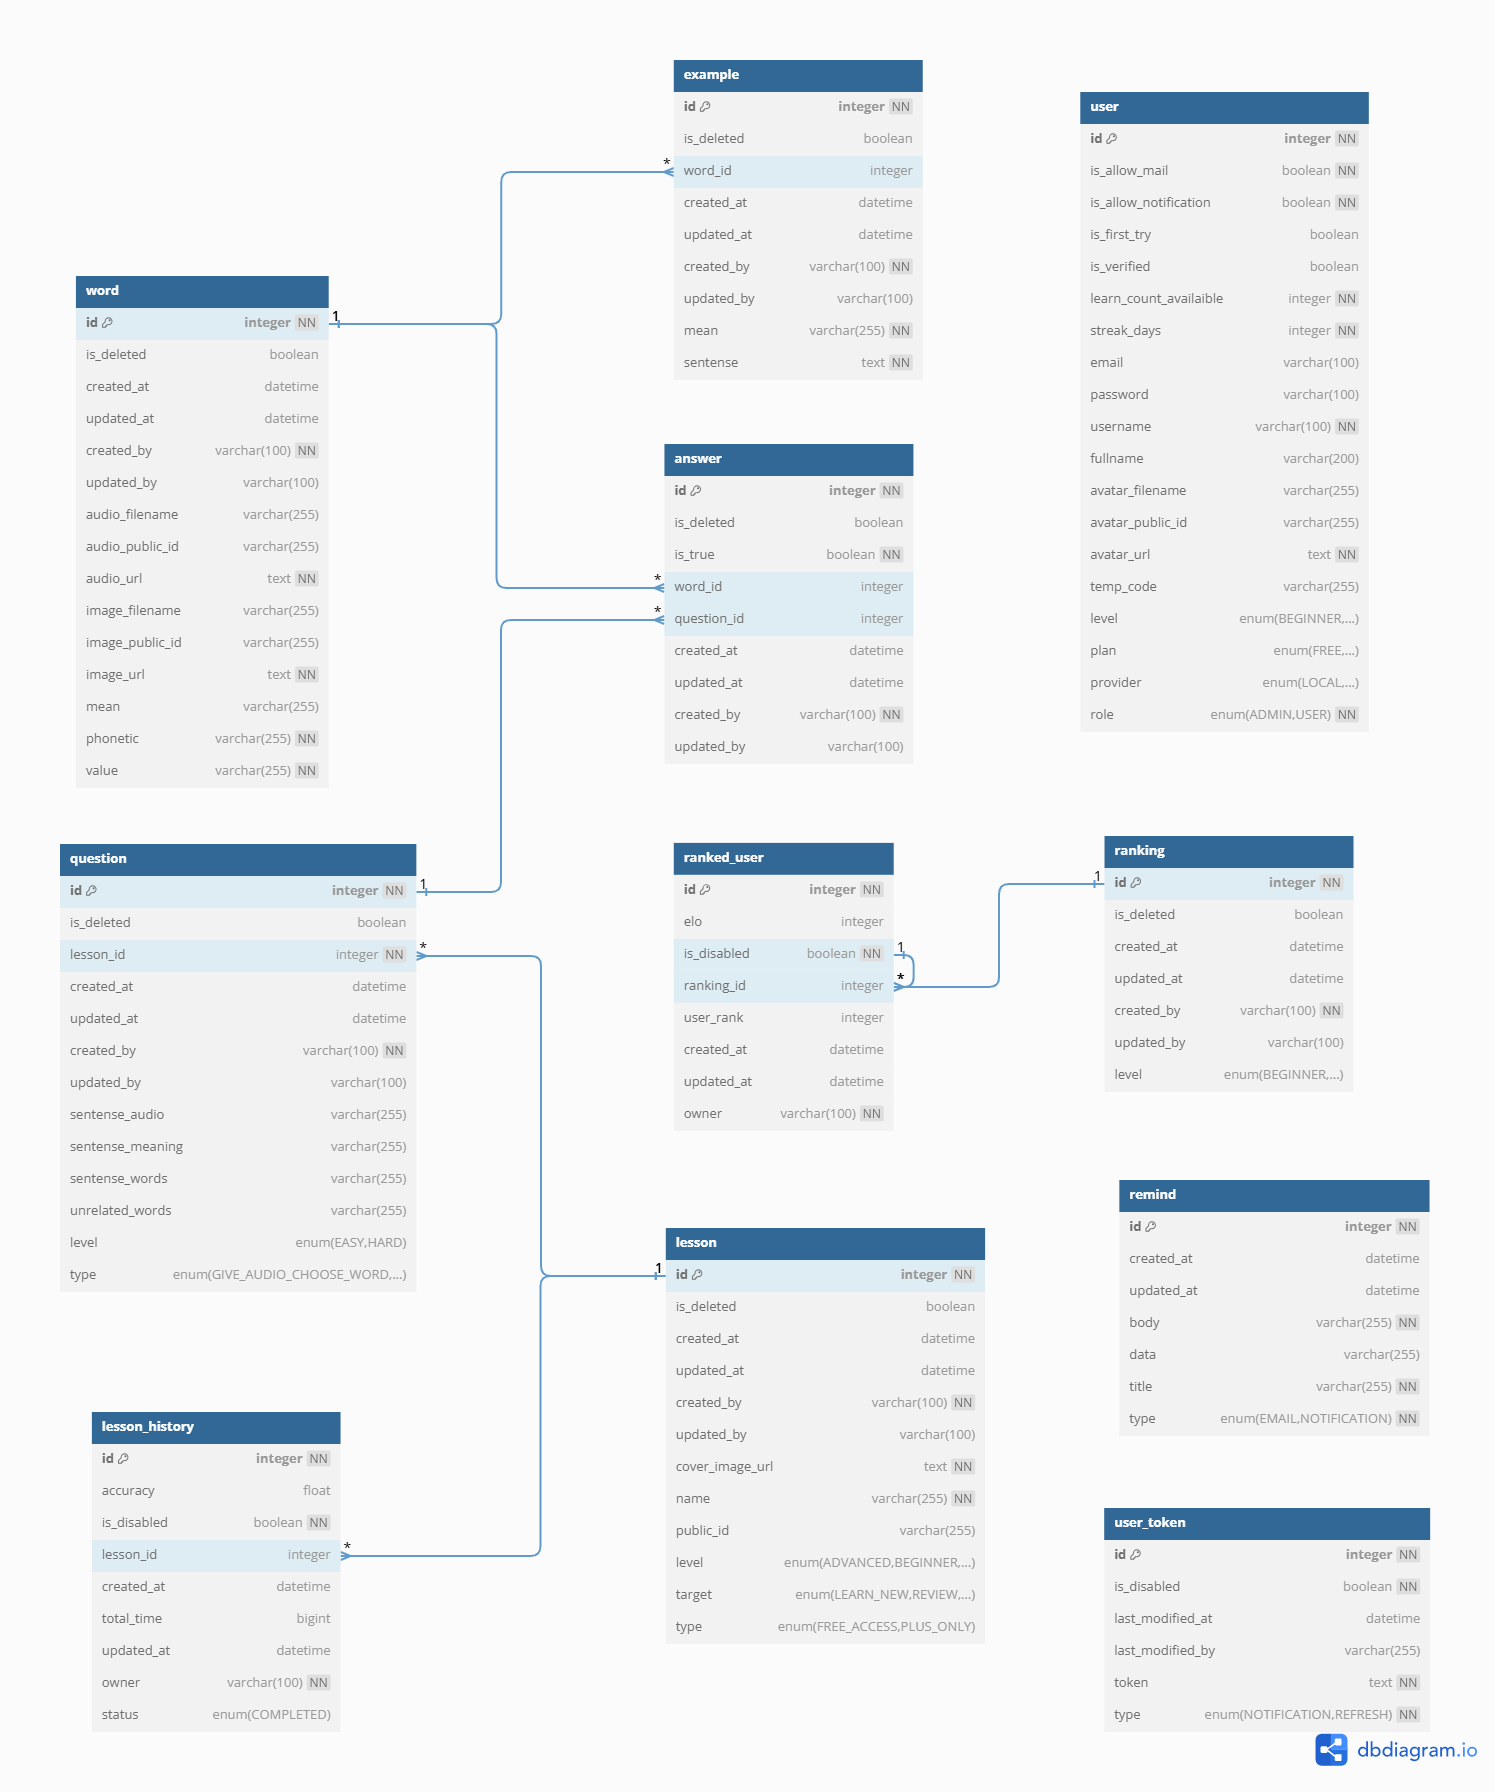 example
id integer NN
is_deleted boolean
* word_id integer
created_at datetime
updated_at datetime
created_by varchar(100) NN
updated_by varchar(100)
mean varchar(255) NN
sentense text NN
user
id integer NN
is_allow_mail boolean NN
is_allow_notification boolean NN
is_first_try boolean
is_verified boolean
learn_count_availaible integer NN
streak_days integer NN
email varchar(100)
password varchar(100)
username varchar(100) NN
fullname varchar(200)
avatar_filename varchar(255)
avatar_public_id varchar(255)
avatar_url text NN
temp_code varchar(255)
level enum(BEGINNER,...)
plan enum(FREE,...)
provider enum(LOCAL,...)
role enum(ADMIN,USER) NN
word
id integer NN 1
is_deleted boolean
created_at datetime
updated_at datetime
created_by varchar(100) NN
updated_by varchar(100)
audio_filename varchar(255)
audio_public_id varchar(255)
audio_url text NN
image_filename varchar(255)
image_public_id varchar(255)
image_url text NN
mean varchar(255)
phonetic varchar(255) NN
value varchar(255) NN
answer
id integer NN
is_deleted boolean
is_true boolean NN
* word_id integer
* question_id integer
created_at datetime
updated_at datetime
created_by varchar(100) NN
updated_by varchar(100)
question
id integer NN 1
is_deleted boolean
lesson_id integer NN *
created_at datetime
updated_at datetime
created_by varchar(100) NN
updated_by varchar(100)
sentense_audio varchar(255)
sentense_meaning varchar(255)
sentense_words varchar(255)
unrelated_words varchar(255)
level enum(EASY,HARD)
type enum(GIVE_AUDIO_CHOOSE_WORD,...)
ranked_user
id integer NN
elo integer
is_disabled boolean NN 1
ranking_id integer *
user_rank integer
created_at datetime
updated_at datetime
owner varchar(100) NN
ranking
1 id integer NN
is_deleted boolean
created_at datetime
updated_at datetime
created_by varchar(100) NN
updated_by varchar(100)
level enum(BEGINNER,...)
remind
id integer NN
created_at datetime
updated_at datetime
body varchar(255) NN
data varchar(255)
title varchar(255) NN
type enum(EMAIL,NOTIFICATION) NN
lesson
1 id integer NN
is_deleted boolean
created_at datetime
updated_at datetime
created_by varchar(100) NN
updated_by varchar(100)
cover_image_url text NN
name varchar(255) NN
public_id varchar(255)
level enum(ADVANCED,BEGINNER,...)
target enum(LEARN_NEW,REVIEW,...)
type enum(FREE_ACCESS,PLUS_ONLY)
lesson_history
id integer NN
accuracy float
is_disabled boolean NN
lesson_id integer *
created_at datetime
total_time bigint
updated_at datetime
owner varchar(100) NN
status enum(COMPLETED)
user_token
id integer NN
is_disabled boolean NN
last_modified_at datetime
last_modified_by varchar(255)
token text NN
type enum(NOTIFICATION,REFRESH) NN
dbdiagram.io